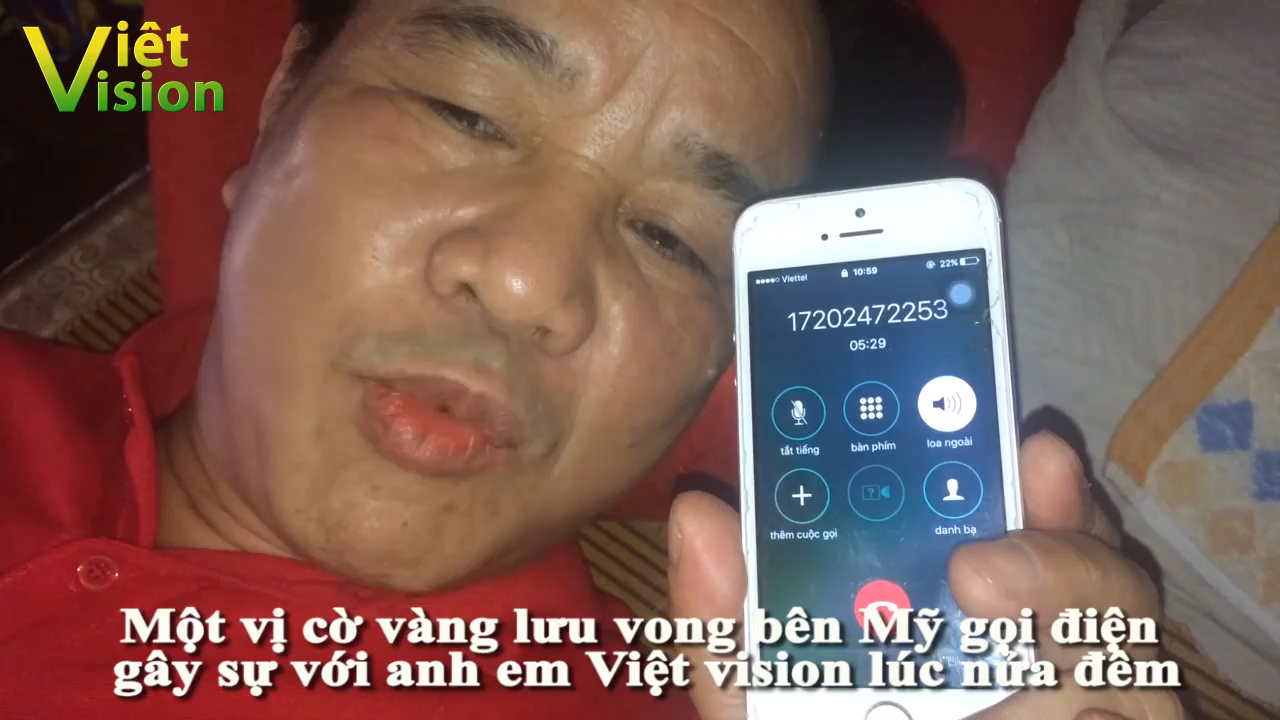 Việt
Vision
Viettel 10:59 22%
17202472253
05:29
tắt tiếng bàn phím loa ngoài
thêm cuộc gọi danh bạ
Một vị cờ vàng lưu vong bên Mỹ gọi điện
gây sự với anh em Việt vision lúc nửa đêm